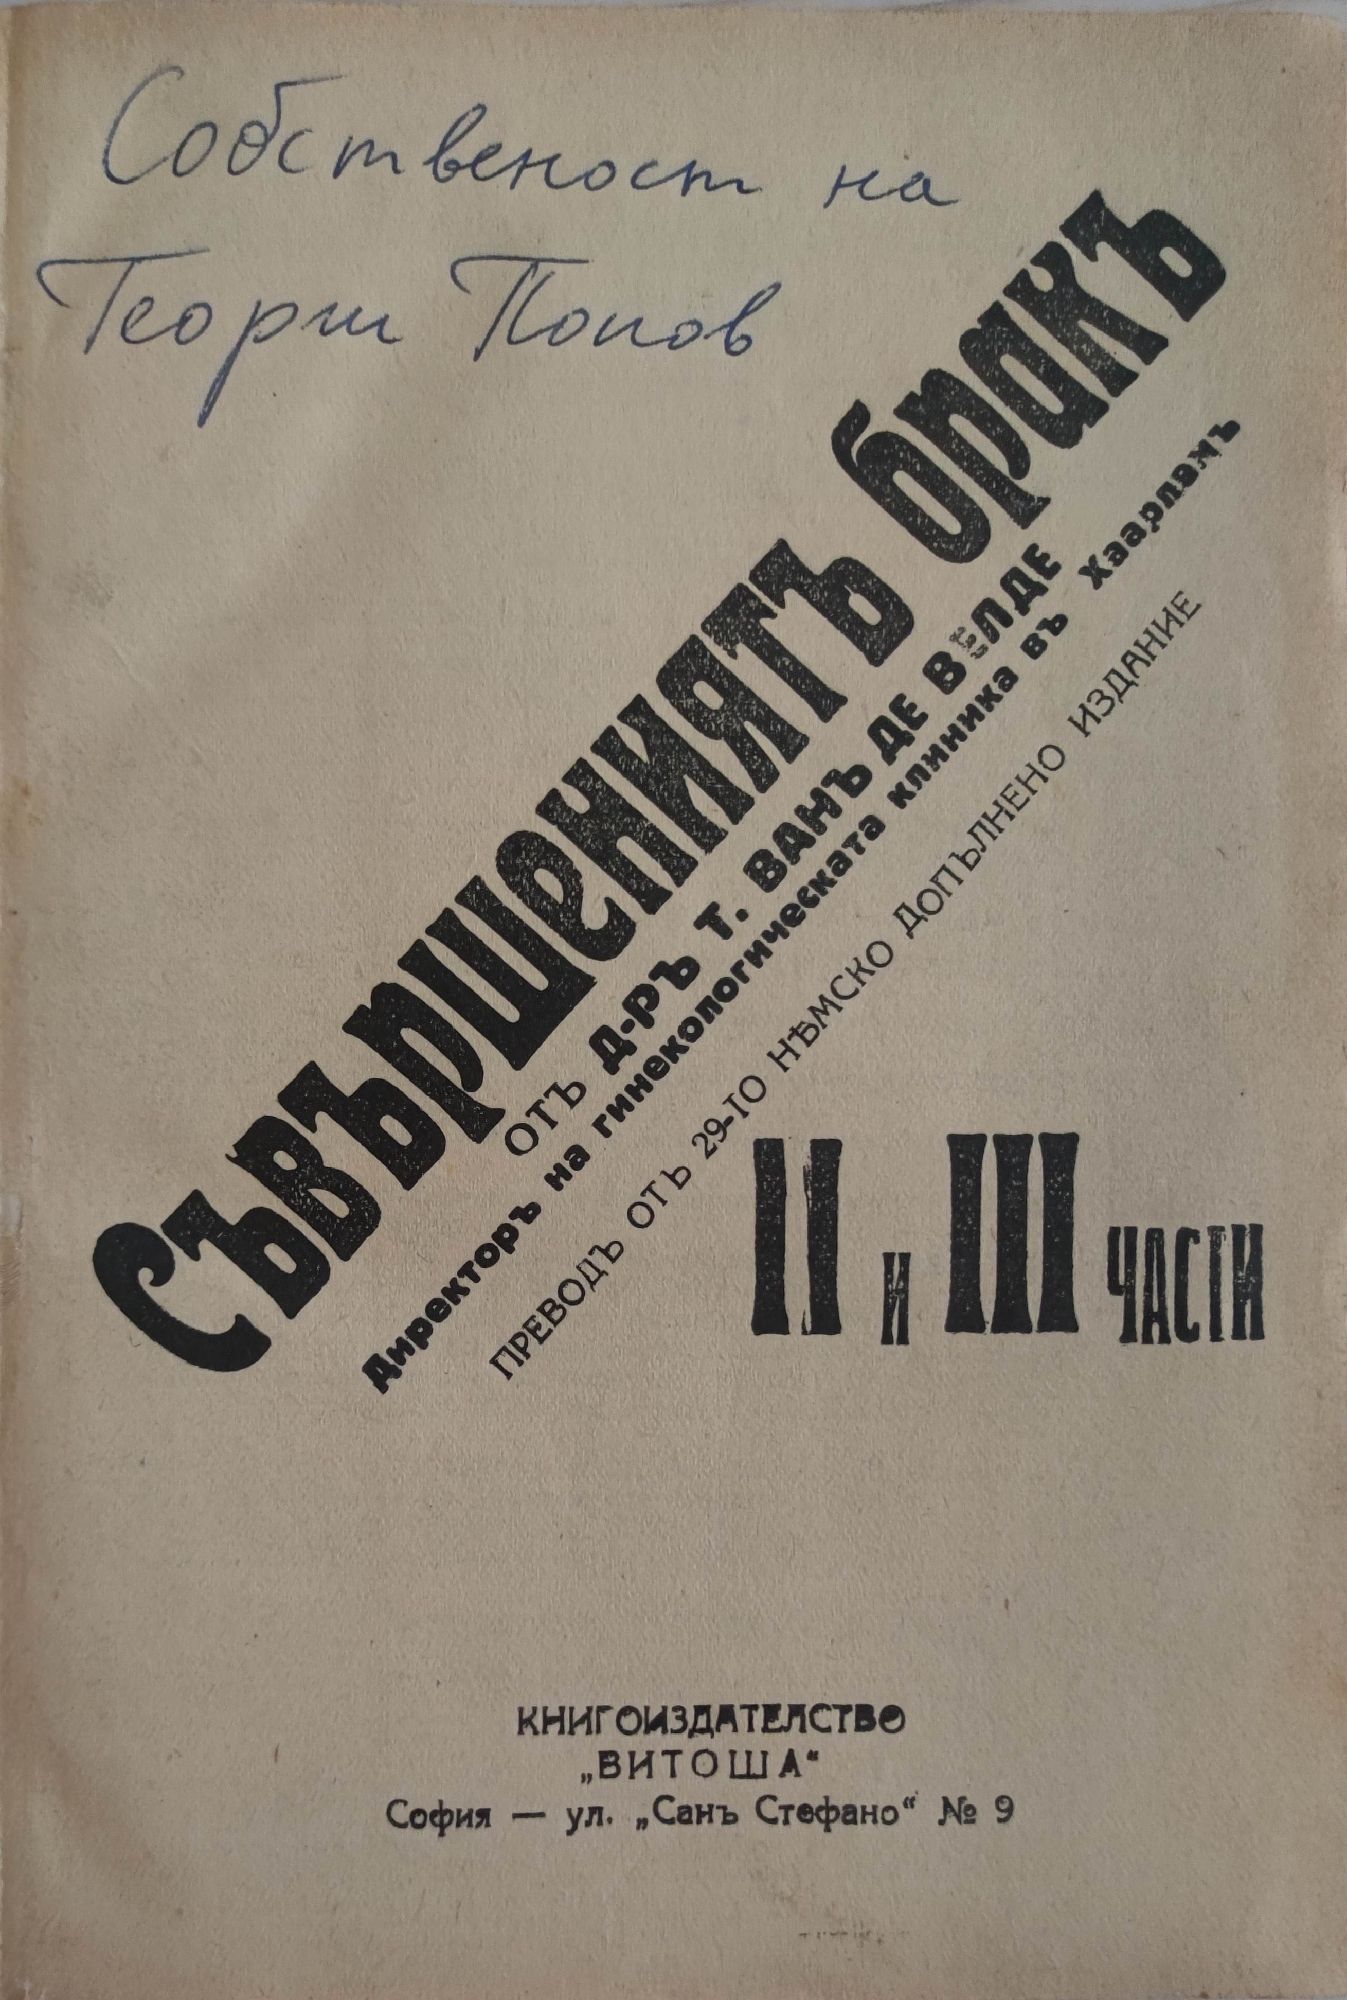 Собственост на
Георги Попов
Съвършениятъ бракъ
отъ Д-РЪ Т. ВАНЪ ДЕ ВЕЛДЕ
Директоръ на гинекологическата клиника въ Хаарламъ
ПРЕВОДЪ ОТЪ 29-ТО НѢМСКО ДОПЪЛНЕНО ИЗДАНИЕ
II и III ЧАСТИ
КНИГОИЗДАТЕЛСТВО
„ВИТОША“
София — ул. „Санъ Стефано“ № 9